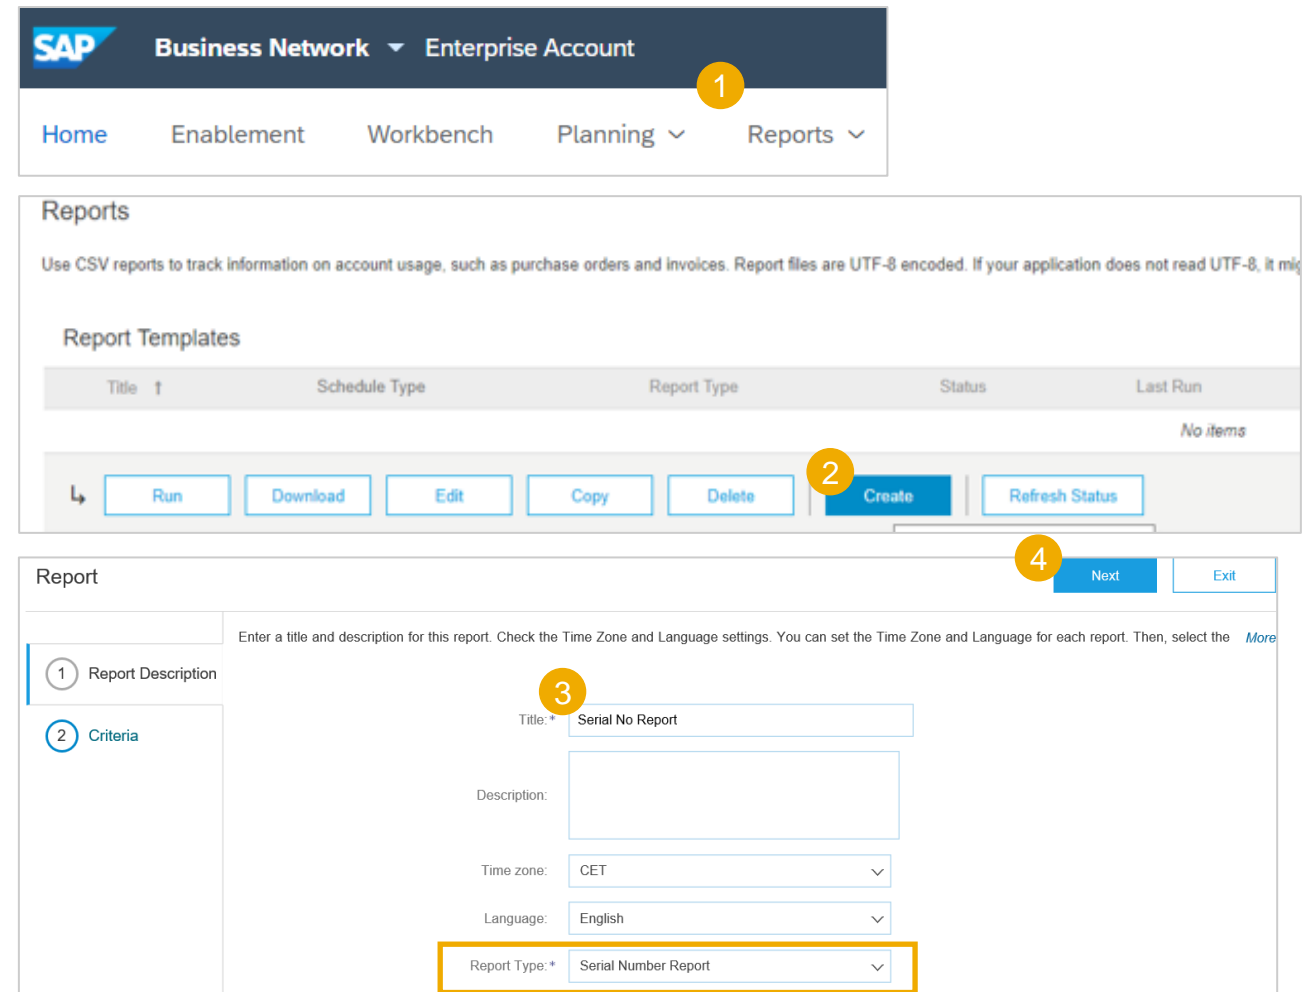 SAP Business Network Enterprise Account
1
Home Enablement Workbench Planning Reports
Reports
Use CSV reports to track information on account usage, such as purchase orders and invoices. Report files are UTF-8 encoded. If your application does not read UTF-8, it
Report Templates
Title ↑ Schedule Type Report Type Status Last Run
No items
2
Run Download Edit Copy Delete Create Refresh Status
4
Report Next Exit
Enter a title and description for this report. Check the Time Zone and Language settings. You can set the Time Zone and Language for each report. Then, select the More
1 Report Description
3
Title:* Serial No Report
2 Criteria
Description:
Time zone: CET
Language: English
Report Type:* Serial Number Report